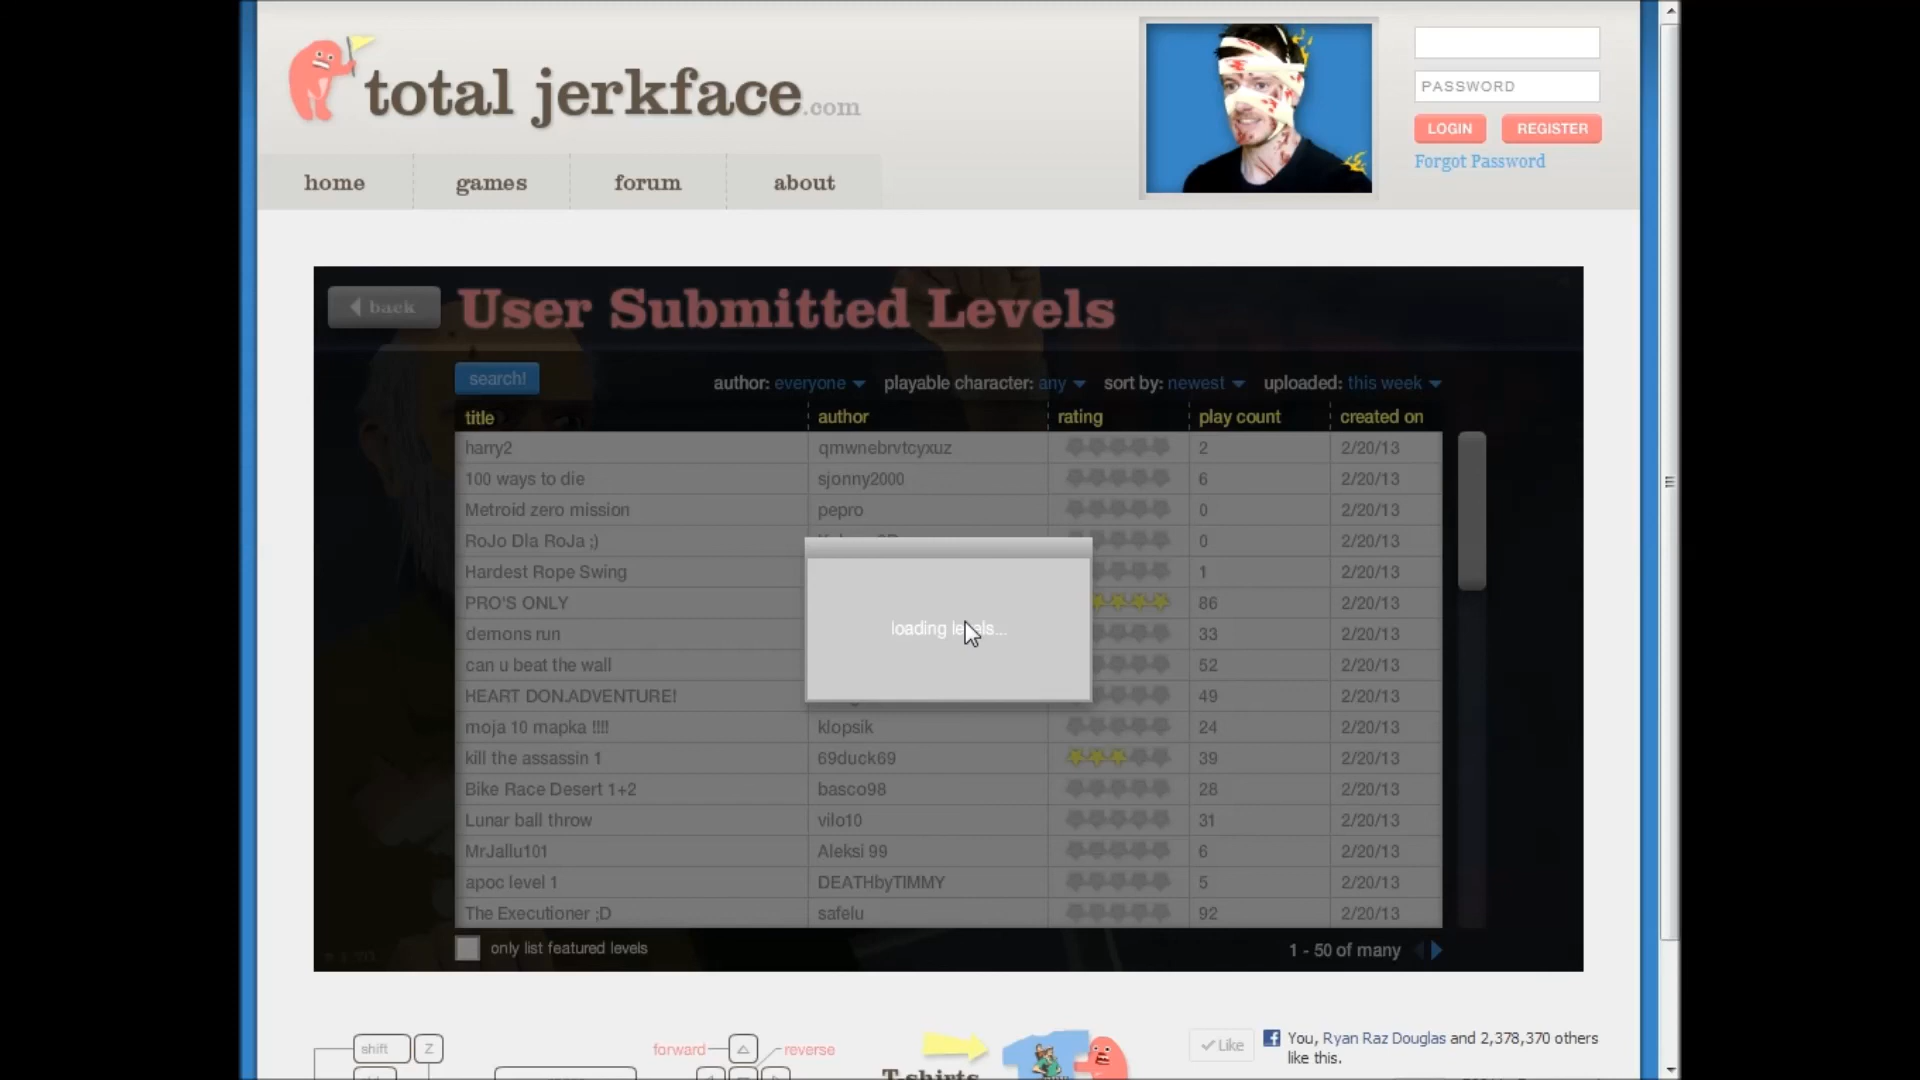 total jerkface.com
PASSWORD
LOGIN REGISTER
Forgot Password
home games forum about
back User Submitted Levels
search! author: everyone playable character: any sort by: newest uploaded: this week
title author rating play count created on
harry2 qmwnebrvtcyxuz 2 2/20/13
100 ways to die sjonny2000 6 2/20/13
Metroid zero mission pepro 0 2/20/13
RoJo Dla RoJa ;) 0 2/20/13
Hardest Rope Swing 1 2/20/13
PRO'S ONLY 86 2/20/13
demons run 33 2/20/13
loading levels...
can u beat the wall 52 2/20/13
HEART DON.ADVENTURE! 49 2/20/13
moja 10 mapka !!!! klopsik 24 2/20/13
kill the assassin 1 69duck69 39 2/20/13
Bike Race Desert 1+2 basco98 28 2/20/13
Lunar ball throw vilo10 31 2/20/13
MrJallu101 Aleksi 99 6 2/20/13
apoc level 1 DEATHbyTIMMY 5 2/20/13
The Executioner ;D safelu 92 2/20/13
only list featured levels 1 - 50 of many
shift Z forward reverse Like You, Ryan Raz Douglas and 2,378,370 others
like this.
T-shirts